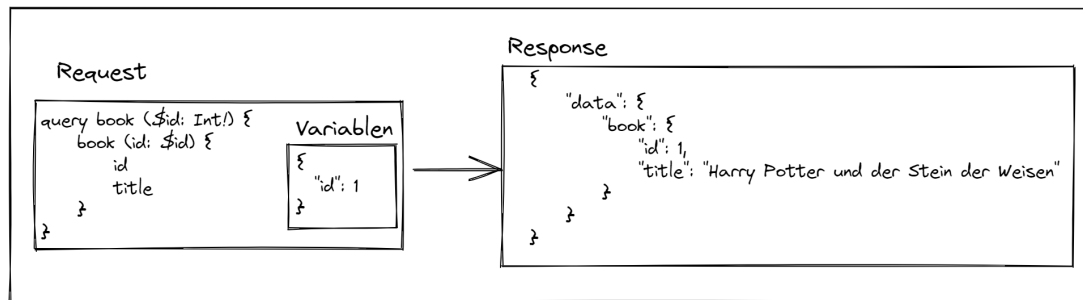 Request
query book ($id: Int!) {
book (id: $id) {
id
title
}
}
Variablen
{
"id": 1
}
Response
{
"data": {
"book": {
"id": 1,
"title": "Harry Potter und der Stein der Weisen"
}
}
}